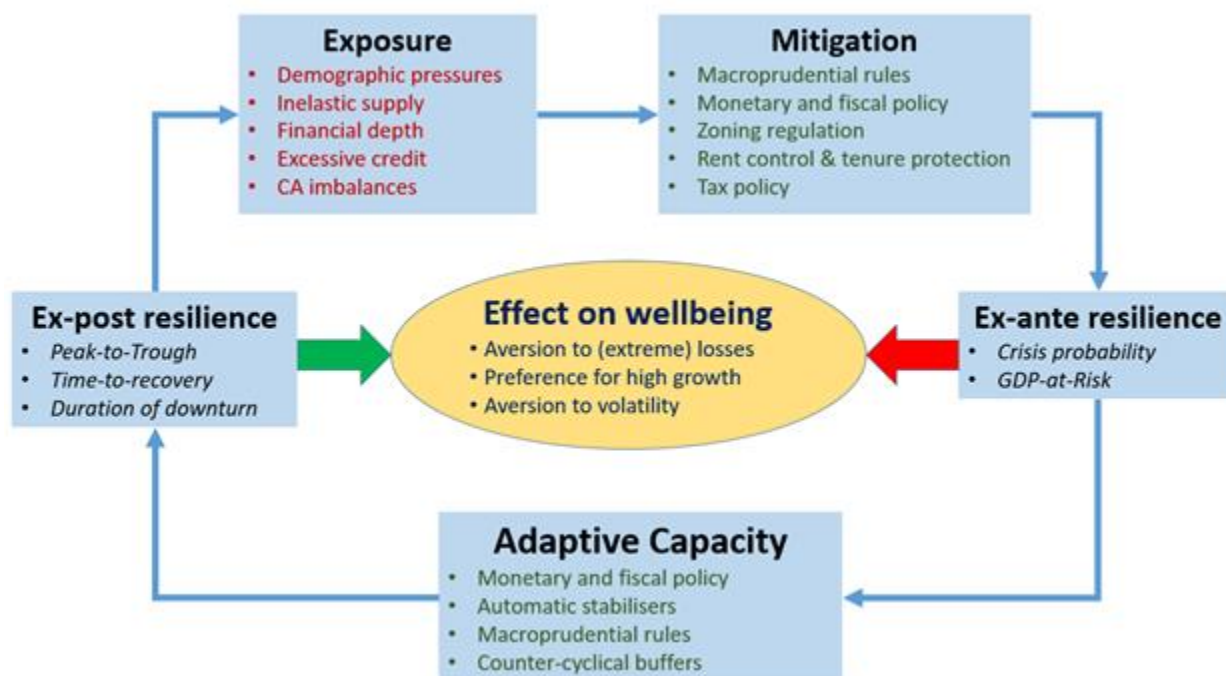 Exposure
• Demographic pressures
• Inelastic supply
• Financial depth
• Excessive credit
• CA imbalances
Mitigation
• Macroprudential rules
• Monetary and fiscal policy
• Zoning regulation
• Rent control & tenure protection
• Tax policy
Ex-post resilience
• Peak-to-Trough
• Time-to-recovery
• Duration of downturn
Effect on wellbeing
• Aversion to (extreme) losses
• Preference for high growth
• Aversion to volatility
Ex-ante resilience
• Crisis probability
• GDP-at-Risk
Adaptive Capacity
• Monetary and fiscal policy
• Automatic stabilisers
• Macroprudential rules
• Counter-cyclical buffers